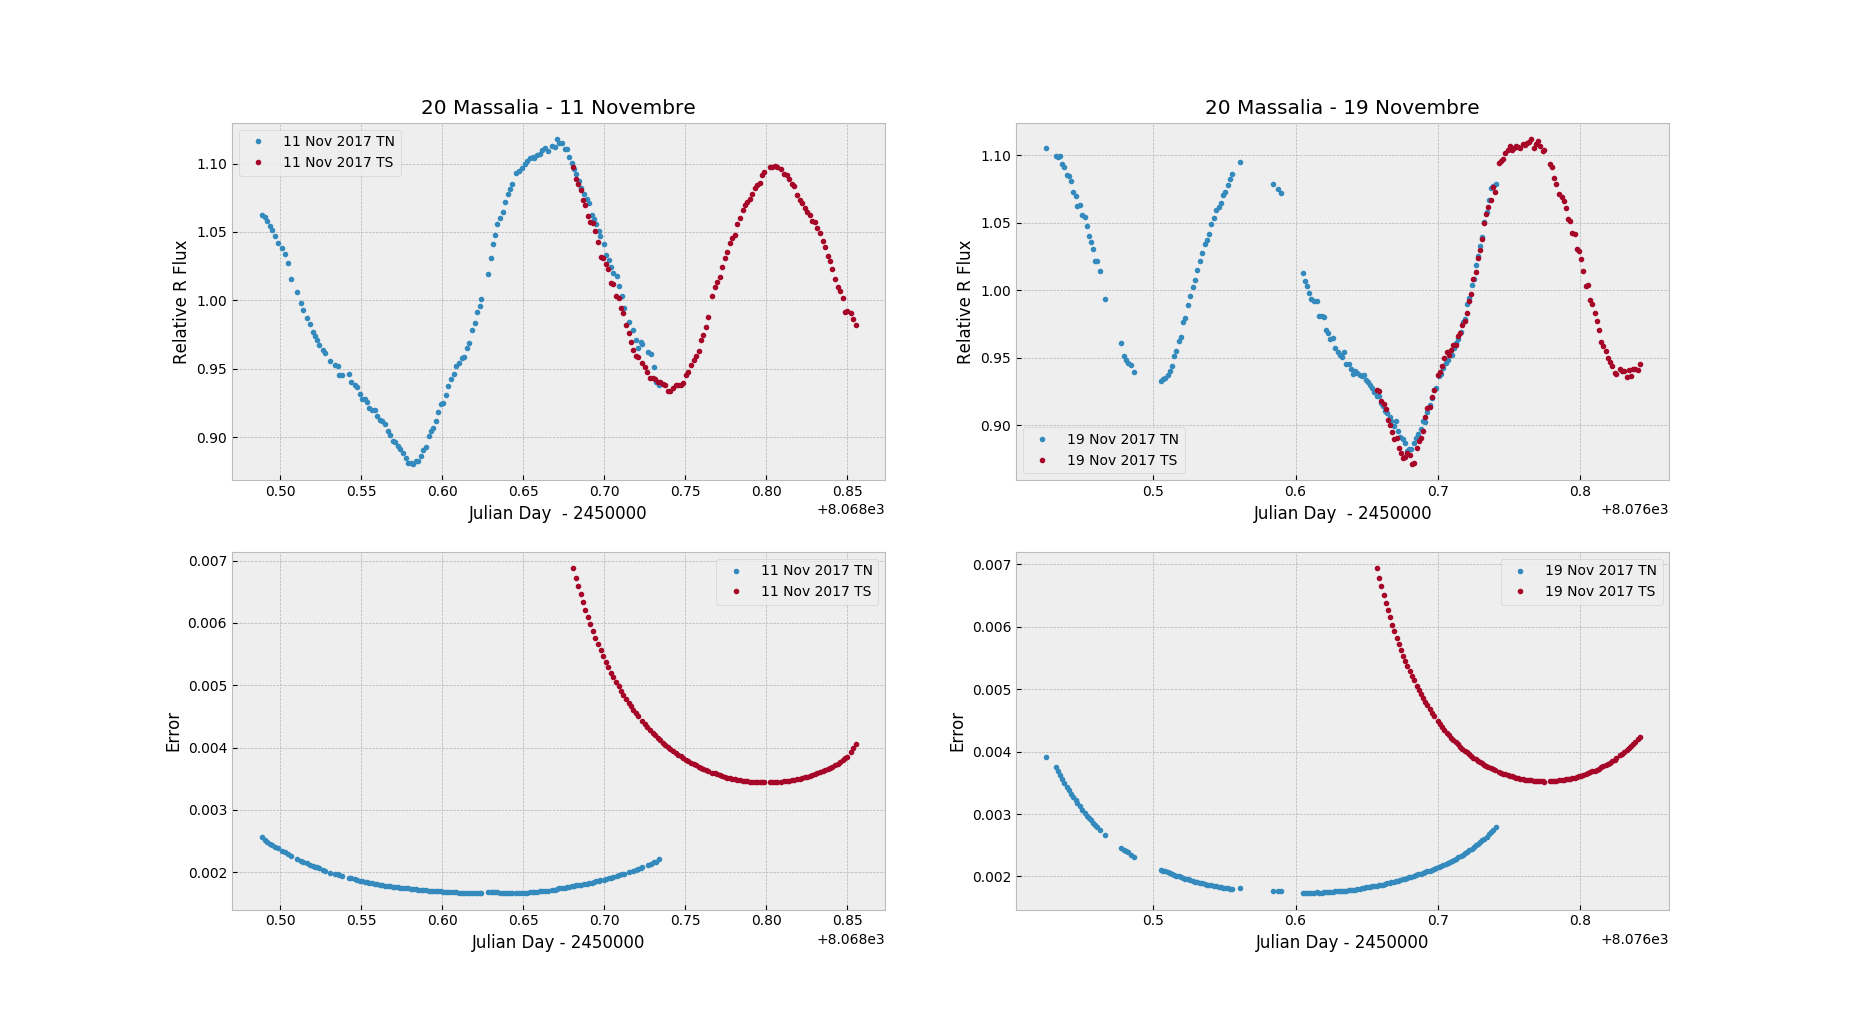 20 Massalia - 11 Novembre
11 Nov 2017 TN
11 Nov 2017 TS
Relative R Flux
1.10
1.05
1.00
0.95
0.90
0.50 0.55 0.60 0.65 0.70 0.75 0.80 0.85
Julian Day - 2450000
+8.068e3
20 Massalia - 19 Novembre
Relative R Flux
1.10
1.05
1.00
0.95
0.90
19 Nov 2017 TN
19 Nov 2017 TS
0.5 0.6 0.7 0.8
Julian Day - 2450000
+8.076e3
11 Nov 2017 TN
11 Nov 2017 TS
Error
0.007
0.006
0.005
0.004
0.003
0.002
0.50 0.55 0.60 0.65 0.70 0.75 0.80 0.85
Julian Day - 2450000
+8.068e3
19 Nov 2017 TN
19 Nov 2017 TS
Error
0.007
0.006
0.005
0.004
0.003
0.002
0.5 0.6 0.7 0.8
Julian Day - 2450000
+8.076e3